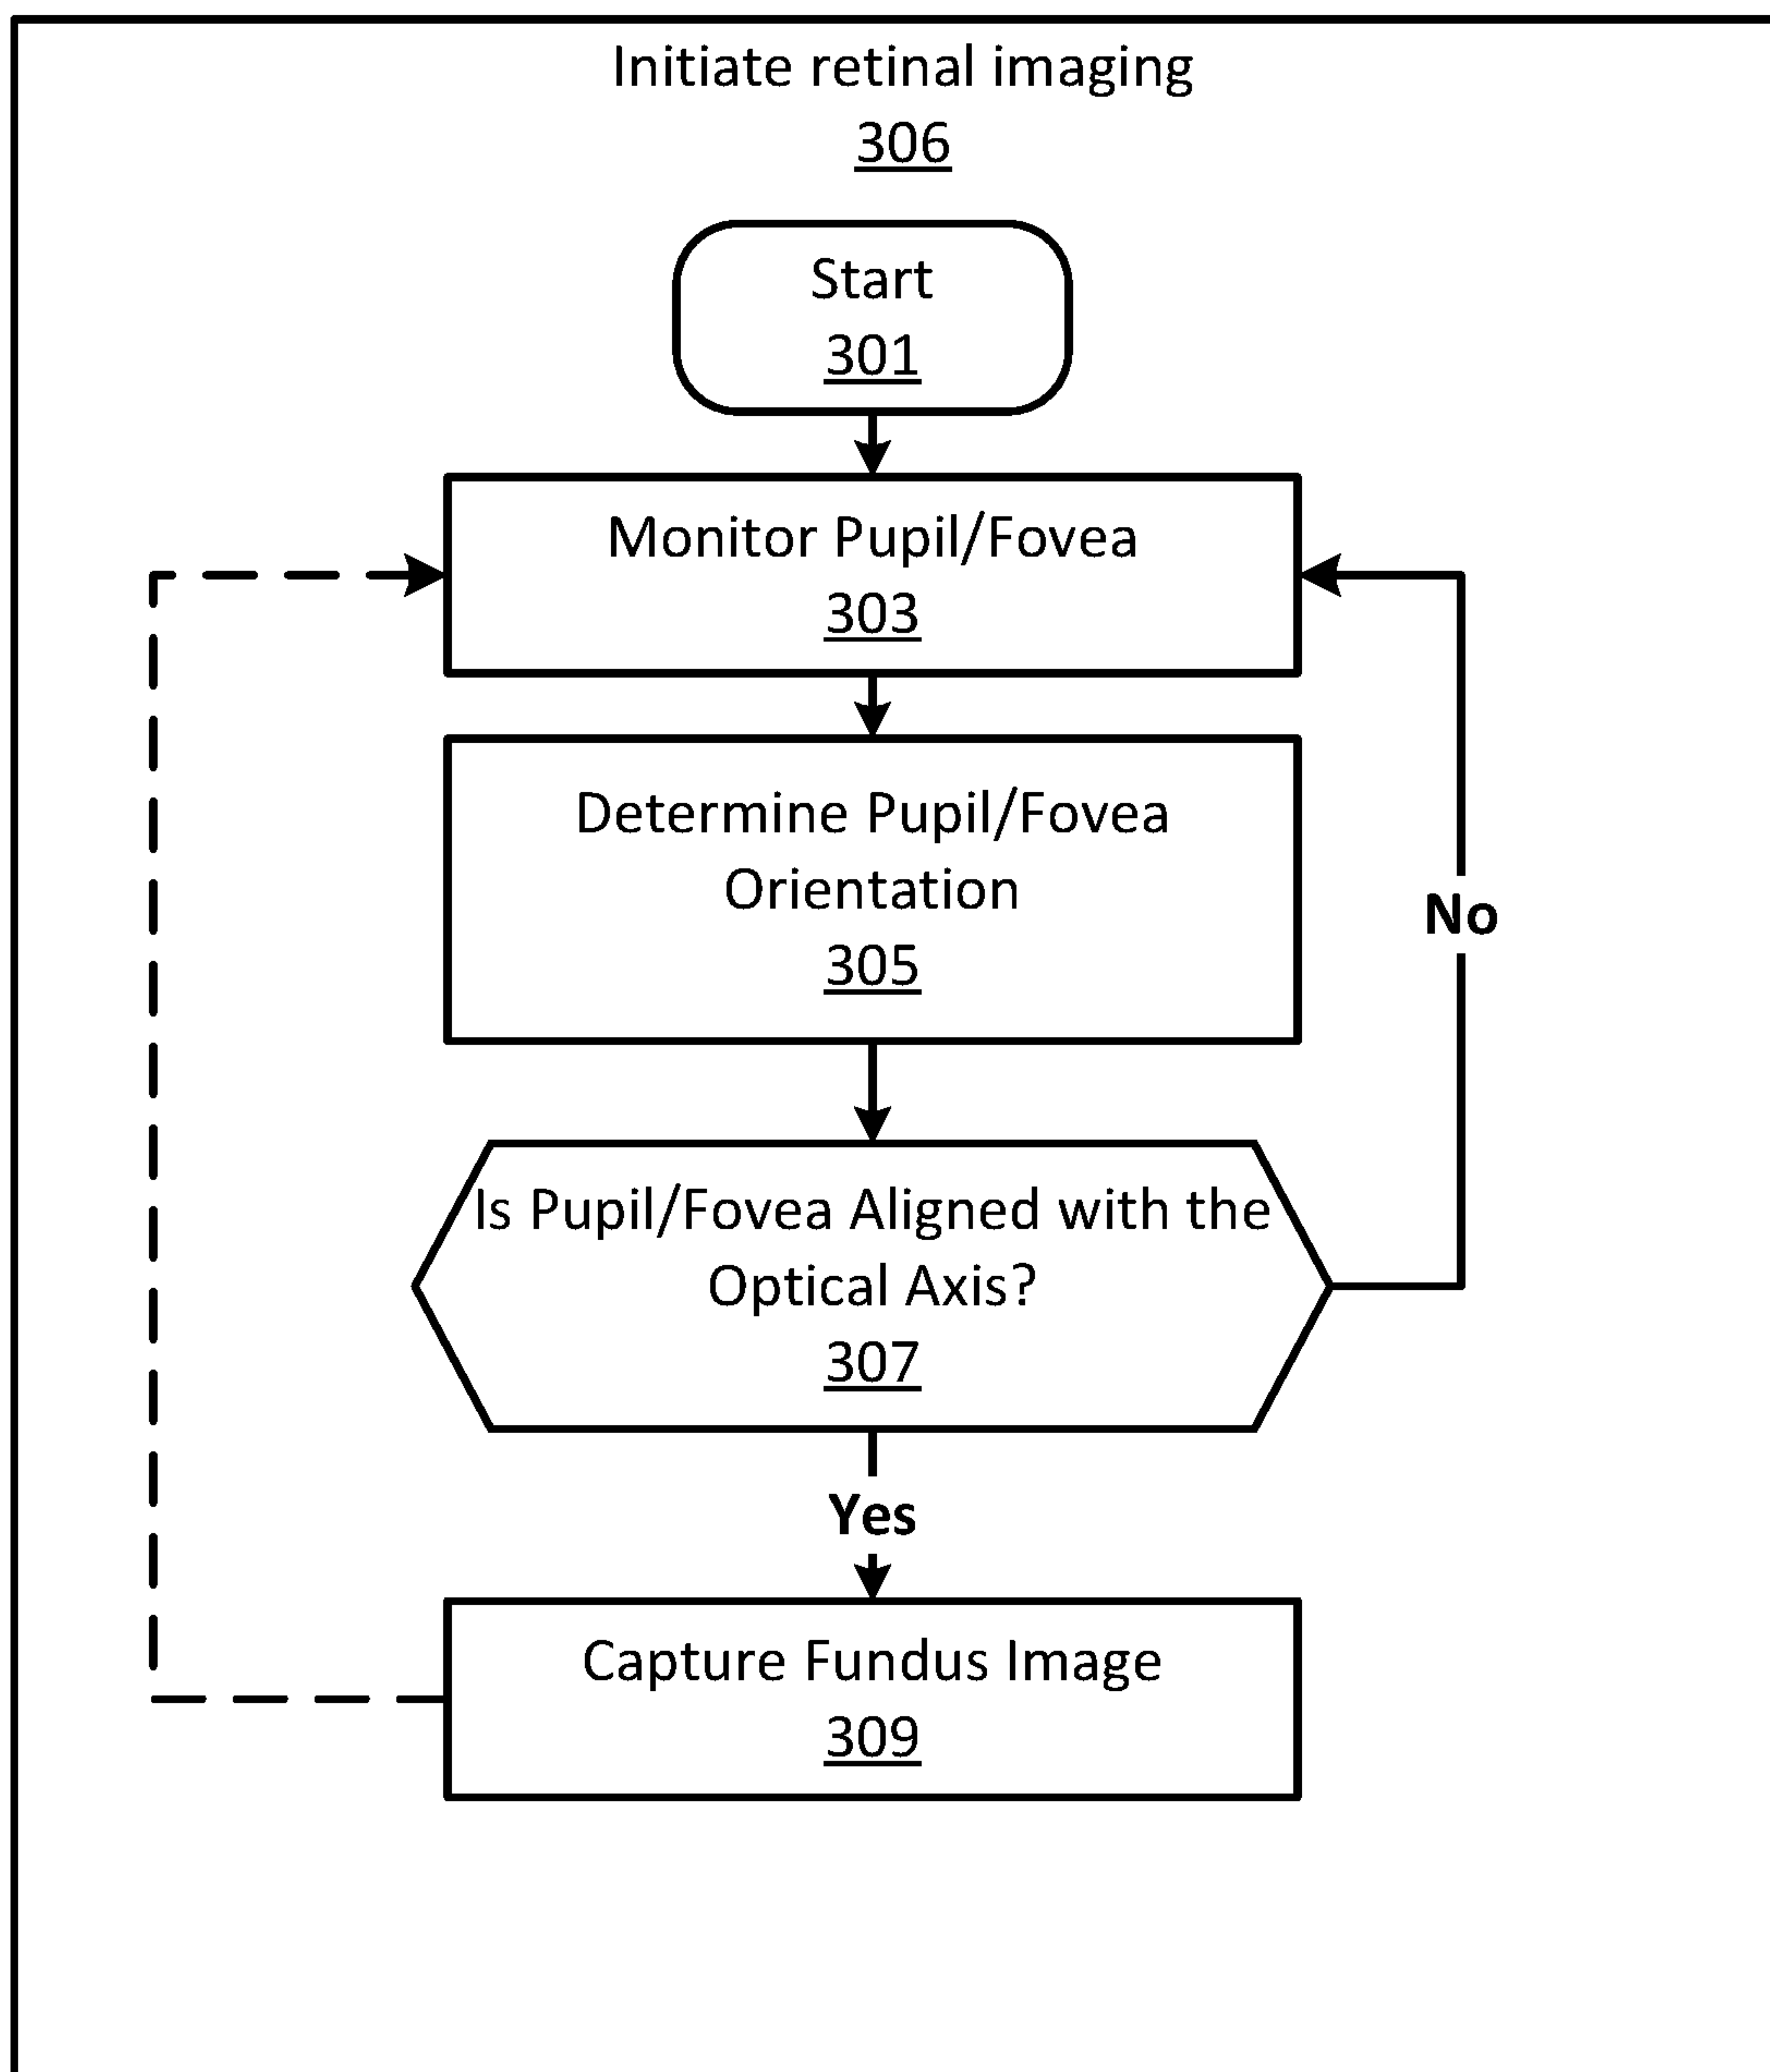 Initiate retinal imaging
306
Start
301
Monitor Pupil/Fovea
303
Determine Pupil/Fovea
Orientation
305
No
Is Pupil/Fovea Aligned with the
Optical Axis?
307
Yes
Capture Fundus Image
309